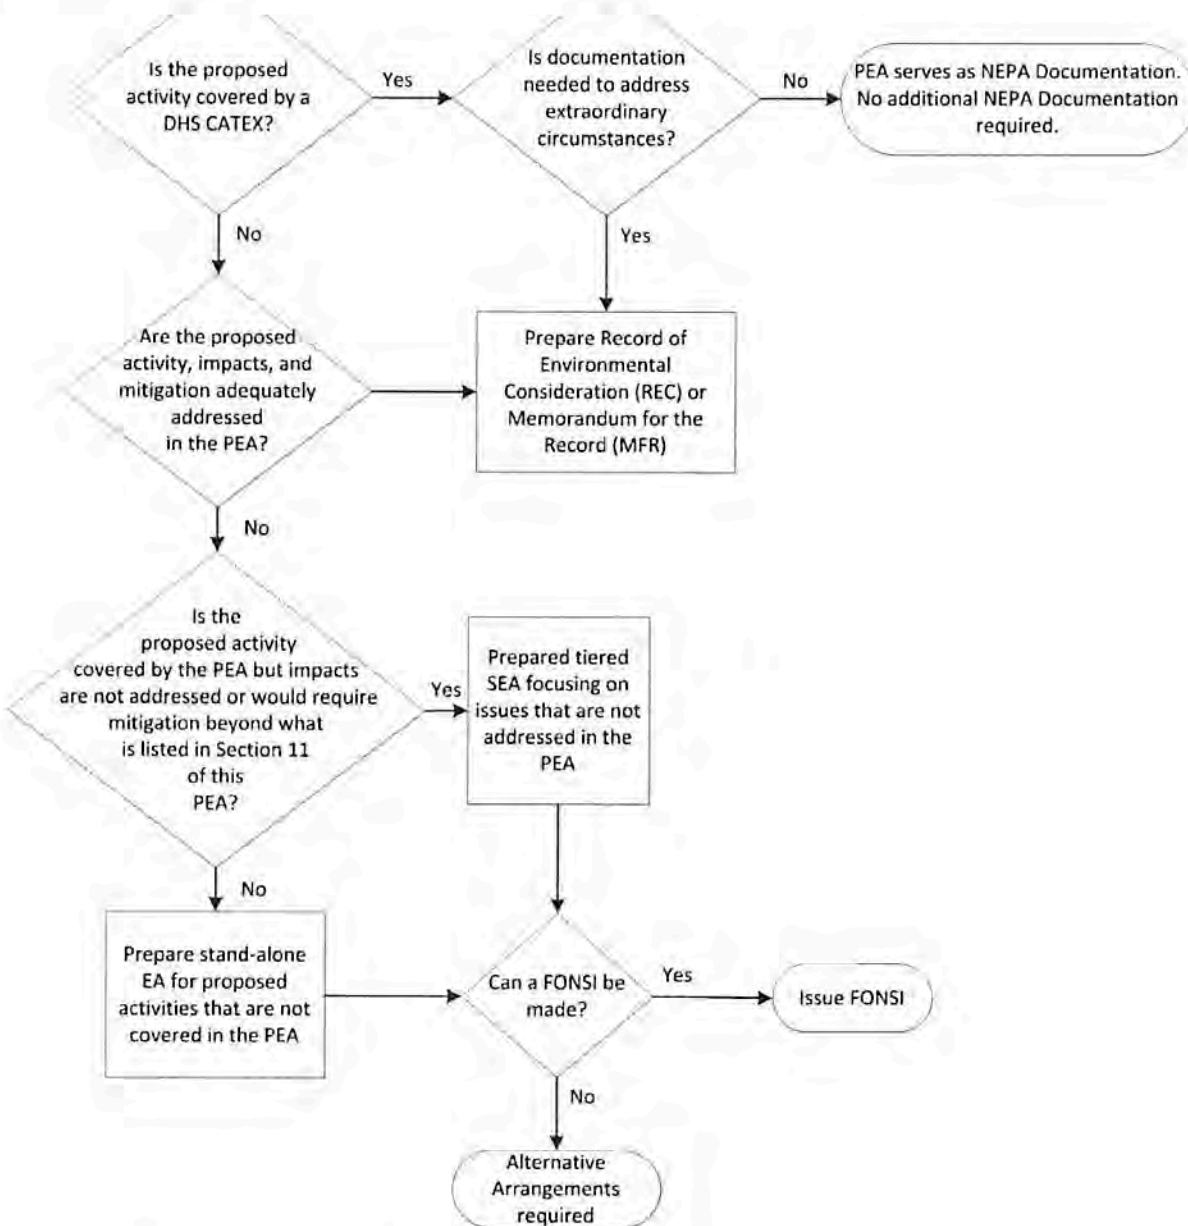 Is the proposed
activity covered by a
DHS CATEX?
Yes
Is documentation
needed to address
extraordinary
circumstances?
No
PEA serves as NEPA Documentation.
No additional NEPA Documentation
required.
No
Yes
Are the proposed
activity, impacts, and
mitigation adequately
addressed
in the PEA?
Prepare Record of
Environmental
Consideration (REC) or
Memorandum for the
Record (MFR)
No
Is the
proposed activity
covered by the PEA but impacts
are not addressed or would require
mitigation beyond what
is listed in Section 11
of this
PEA?
Yes
Prepared tiered
SEA focusing on
issues that are not
addressed in the
PEA
No
Prepare stand-alone
EA for proposed
activities that are not
covered in the PEA
Can a FONSI be
made?
Yes
Issue FONSI
No
Alternative
Arrangements
required